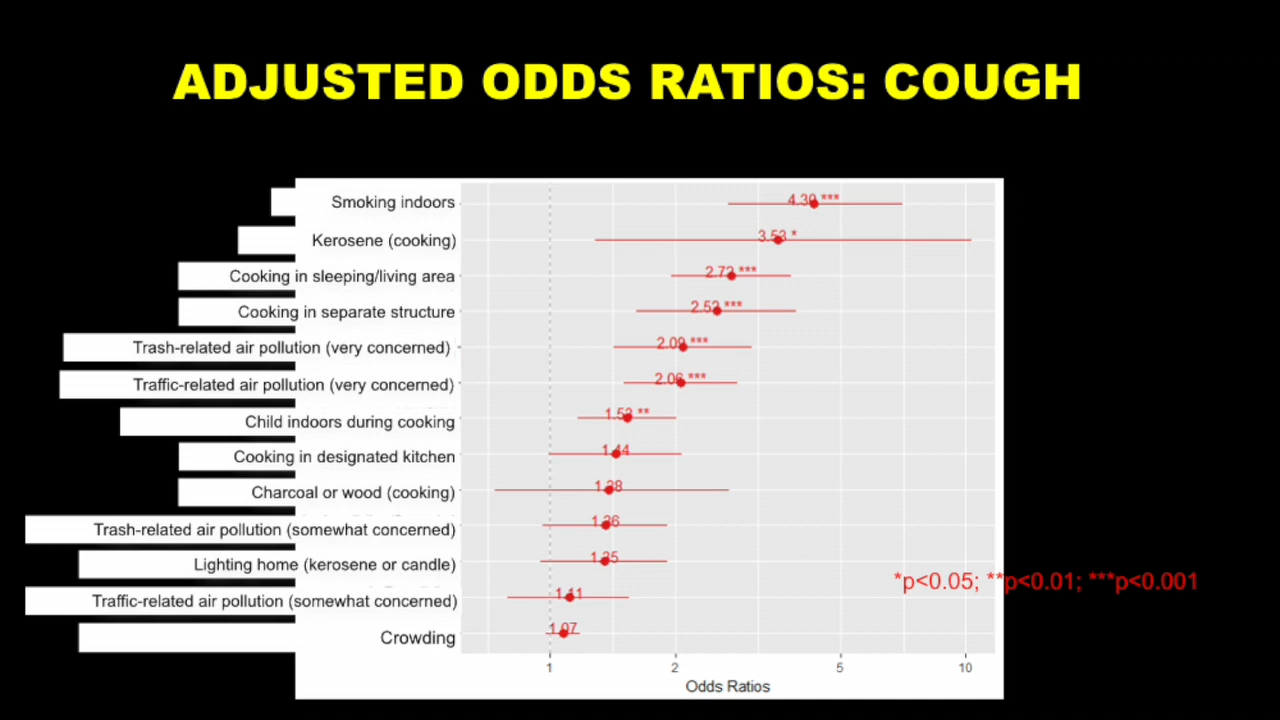 ADJUSTED ODDS RATIOS: COUGH
Smoking indoors 4.30 ***
Kerosene (cooking) 3.53 *
Cooking in sleeping/living area 2.73 ***
Cooking in separate structure 2.52 ***
Trash-related air pollution (very concerned) 2.09 ***
Traffic-related air pollution (very concerned) 2.06 ***
Child indoors during cooking 1.53 **
Cooking in designated kitchen 1.44
Charcoal or wood (cooking) 1.38
Trash-related air pollution (somewhat concerned) 1.36
Lighting home (kerosene or candle) 1.35
*p<0.05; **p<0.01; ***p<0.001
Traffic-related air pollution (somewhat concerned) 1.11
Crowding 1.07
1 2 5 10
Odds Ratios